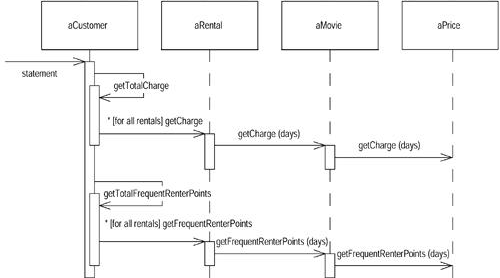 aCustomer
aRental
aMovie
aPrice
statement
getTotalCharge
* [for all rentals] getCharge
getCharge (days)
getCharge (days)
getTotalFrequentRenterPoints
* [for all rentals] getFrequentRenterPoints
getFrequentRenterPoints (days)
getFrequentRenterPoints (days)